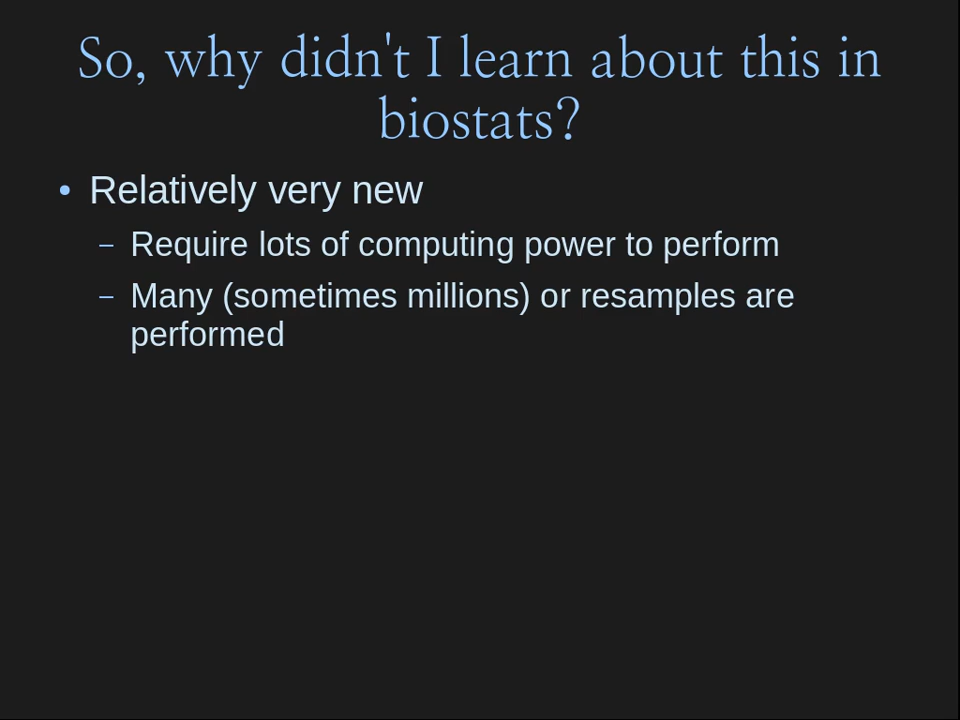 So, why didn't I learn about this in
biostats?
• Relatively very new
– Require lots of computing power to perform
– Many (sometimes millions) or resamples are
performed